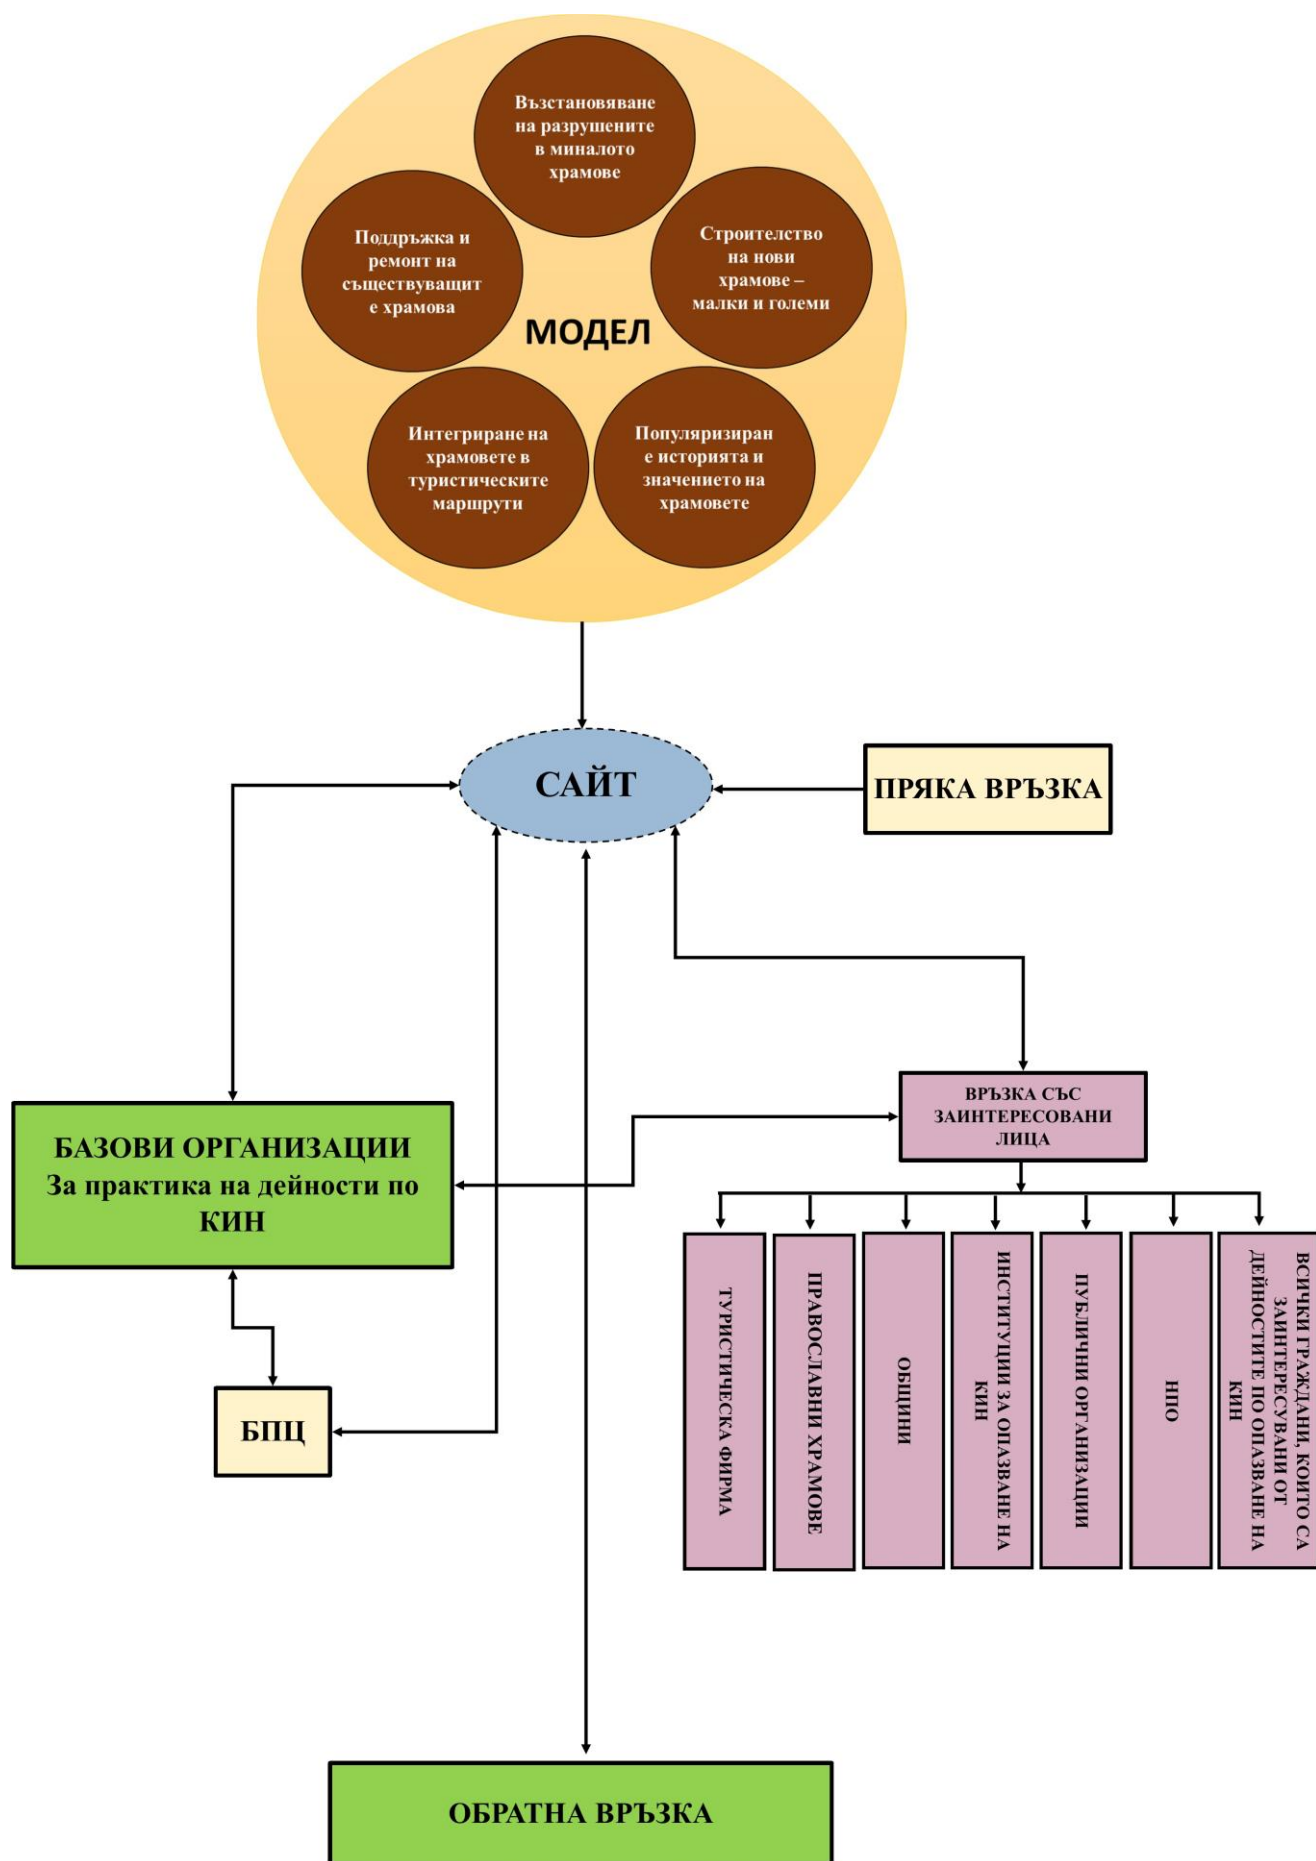 Възстановяване
на разрушените
в миналото
храмове
Поддръжка и
ремонт на
съществуващит
е храмова
Строителство
на нови
храмове –
малки и големи
МОДЕЛ
Интегриране на
храмовете в
туристическите
маршрути
Популяризиран
е историята и
значението на
храмовете
САЙТ
ПРЯКА ВРЪЗКА
ВРЪЗКА СЪС
ЗАИНТЕРЕСОВАНИ
ЛИЦА
БАЗОВИ ОРГАНИЗАЦИИ
За практика на дейности по
КИН
БПЦ
ТУРИСТИЧЕСКА ФИРМА
ПРАВОСЛАВНИ ХРАМОВЕ
ОБЩИНИ
ИНСТИТУЦИИ ЗА ОПАЗВАНЕ НА
КИН
ПУБЛИЧНИ ОРГАНИЗАЦИИ
НПО
ВСИЧКИ ГРАЖДАНИ, КОИТО СА
ЗАИНТЕРЕСУВАНИ ОТ
ДЕЙНОСТИТЕ ПО ОПАЗВАНЕ НА
КИН
ОБРАТНА ВРЪЗКА